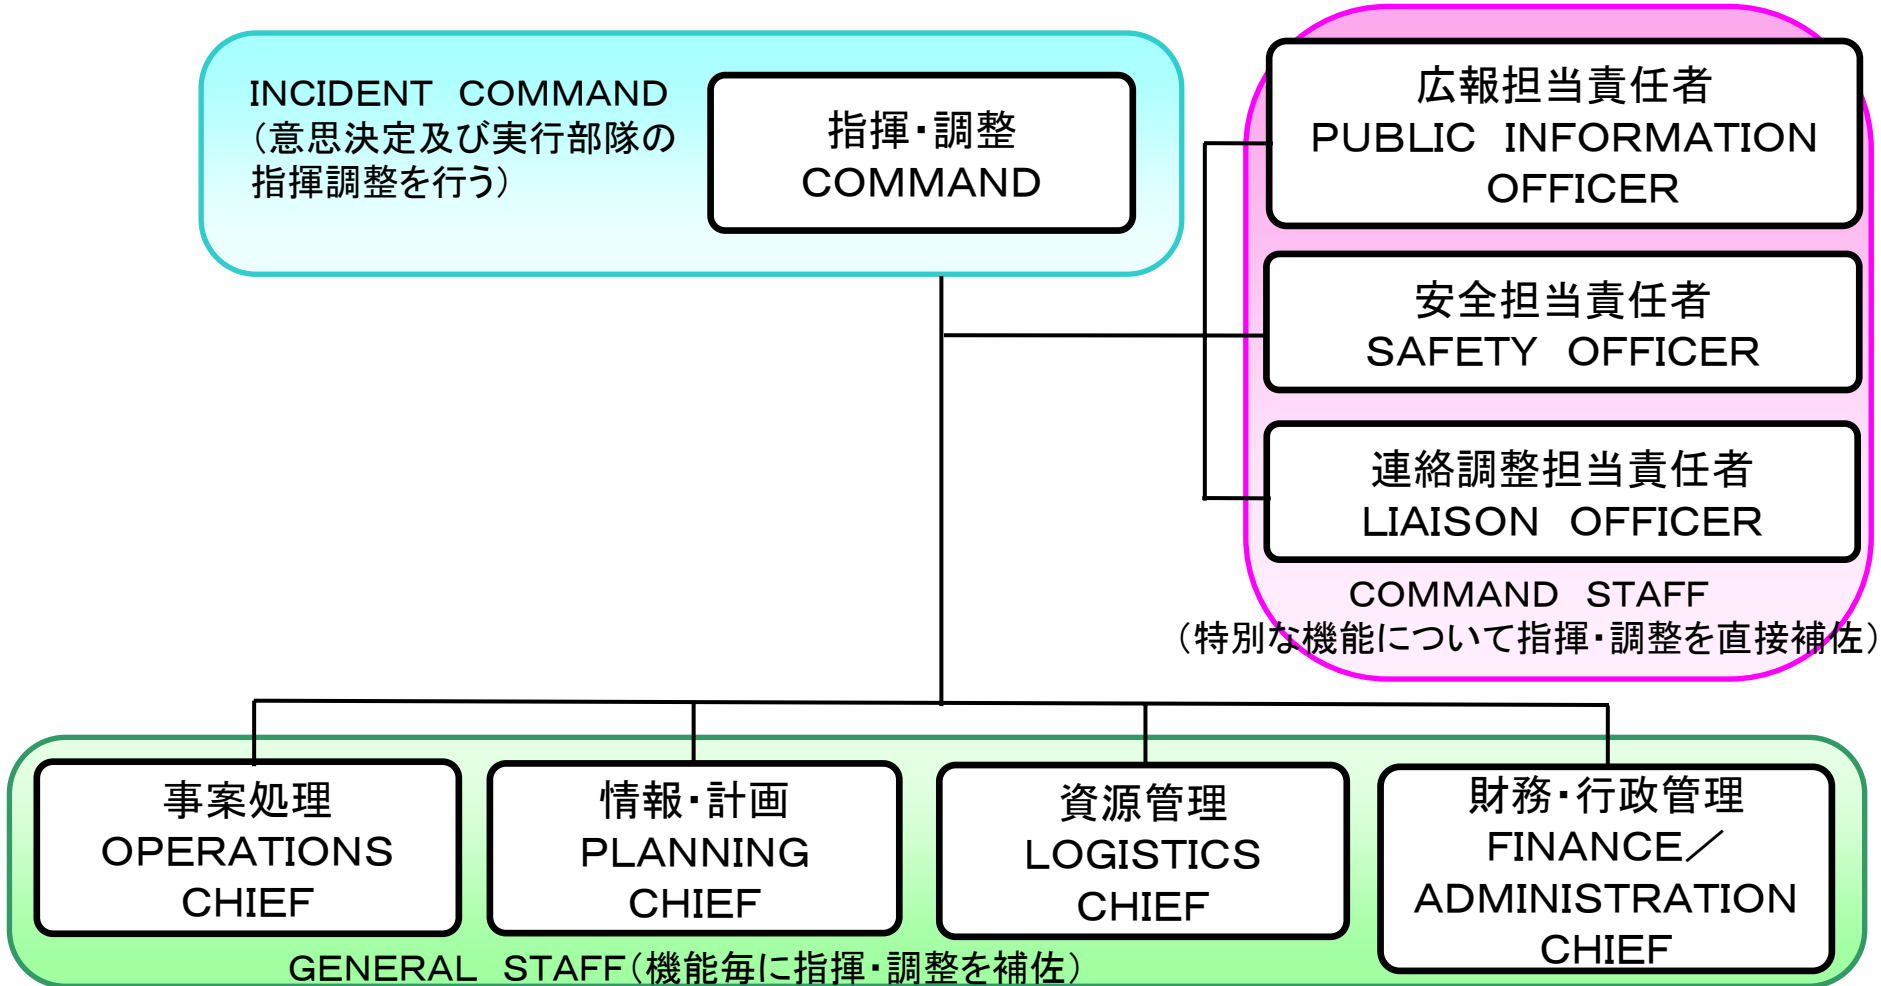 INCIDENT COMMAND
（意思決定及び実行部隊の
指揮調整を行う）
指揮・調整
COMMAND
広報担当責任者
PUBLIC INFORMATION
OFFICER
安全担当責任者
SAFETY OFFICER
連絡調整担当責任者
LIAISON OFFICER
COMMAND STAFF
（特別な機能について指揮・調整を直接補佐）
事案処理
OPERATIONS
CHIEF
情報・計画
PLANNING
CHIEF
資源管理
LOGISTICS
CHIEF
財務・行政管理
FINANCE／
ADMINISTRATION
CHIEF
GENERAL STAFF（機能毎に指揮・調整を補佐）